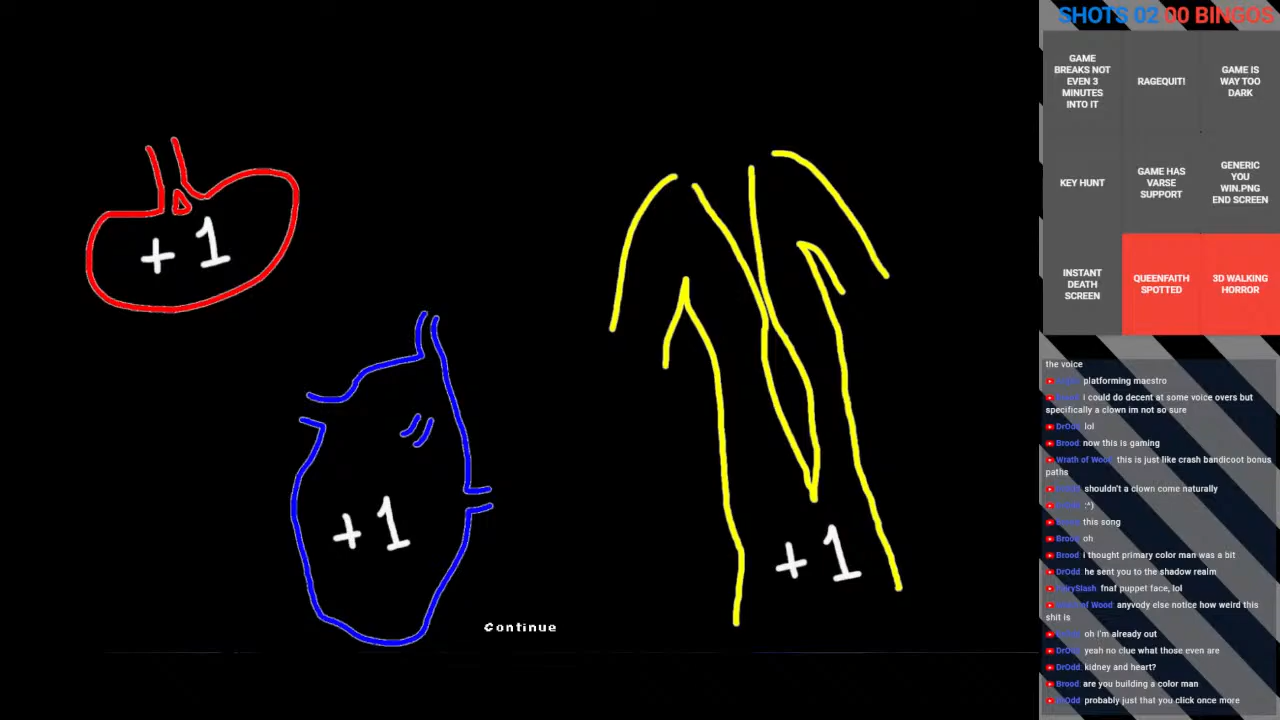 SHOTS 02 00 BINGOS
GAME
BREAKS NOT
EVEN 3
MINUTES
INTO IT
RAGEQUIT!
GAME IS
WAY TOO
DARK
KEY HUNT
GAME HAS
VARSE
SUPPORT
GENERIC
YOU
WIN.PNG
END SCREEN
INSTANT
DEATH
SCREEN
QUEENFAITH
SPOTTED
3D WALKING
HORROR
+1
+1
+1
Continue
the voice
platforming maestro
i could do decent at some voice overs but
specifically a clown im not so sure
DrOdd: lol
Brood: now this is gaming
Wrath of Wood: this is just like crash bandicoot bonus
paths
shouldn't a clown come naturally
:^)
this song
Brood: oh
Brood: i thought primary color man was a bit
DrOdd: he sent you to the shadow realm
fnaf puppet face, lol
Wrath of Wood: anyvody else notice how weird this
shit is
oh I'm already out
DrOdd: yeah no clue what those even are
DrOdd: kidney and heart?
Brood: are you building a color man
DrOdd: probably just that you click once more